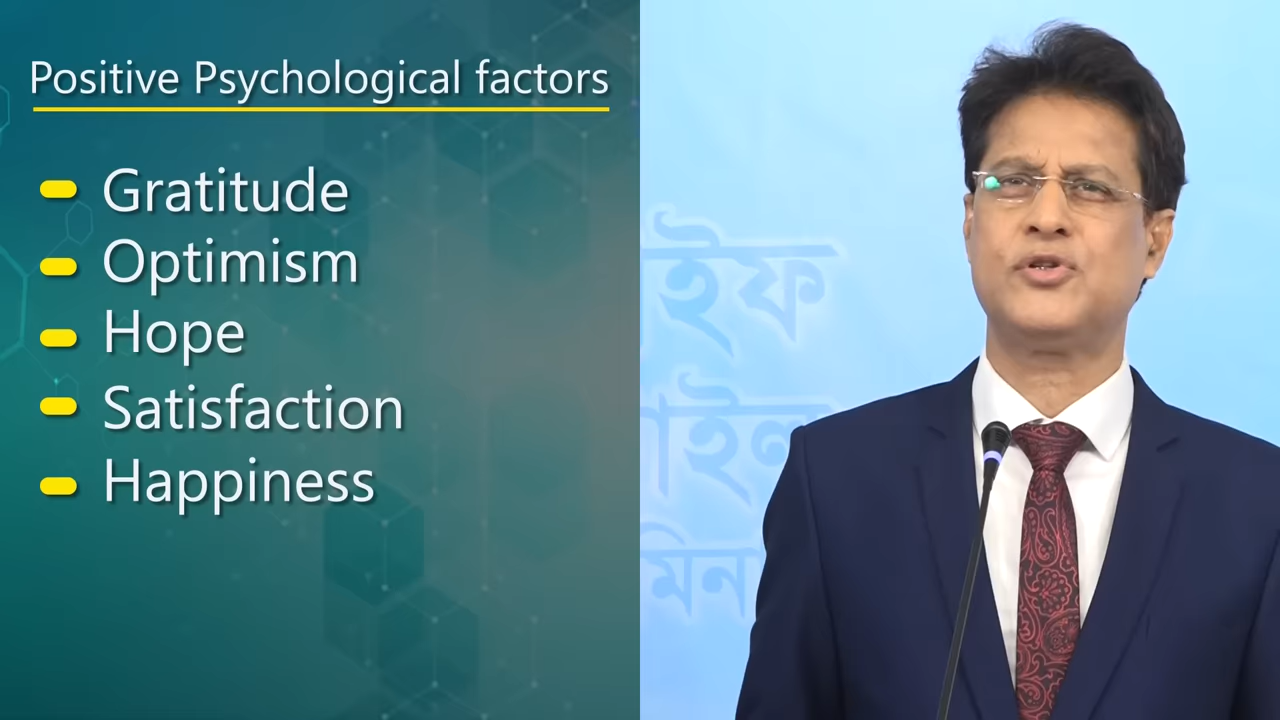 Positive Psychological factors
Gratitude
Optimism
Hope
Satisfaction
Happiness